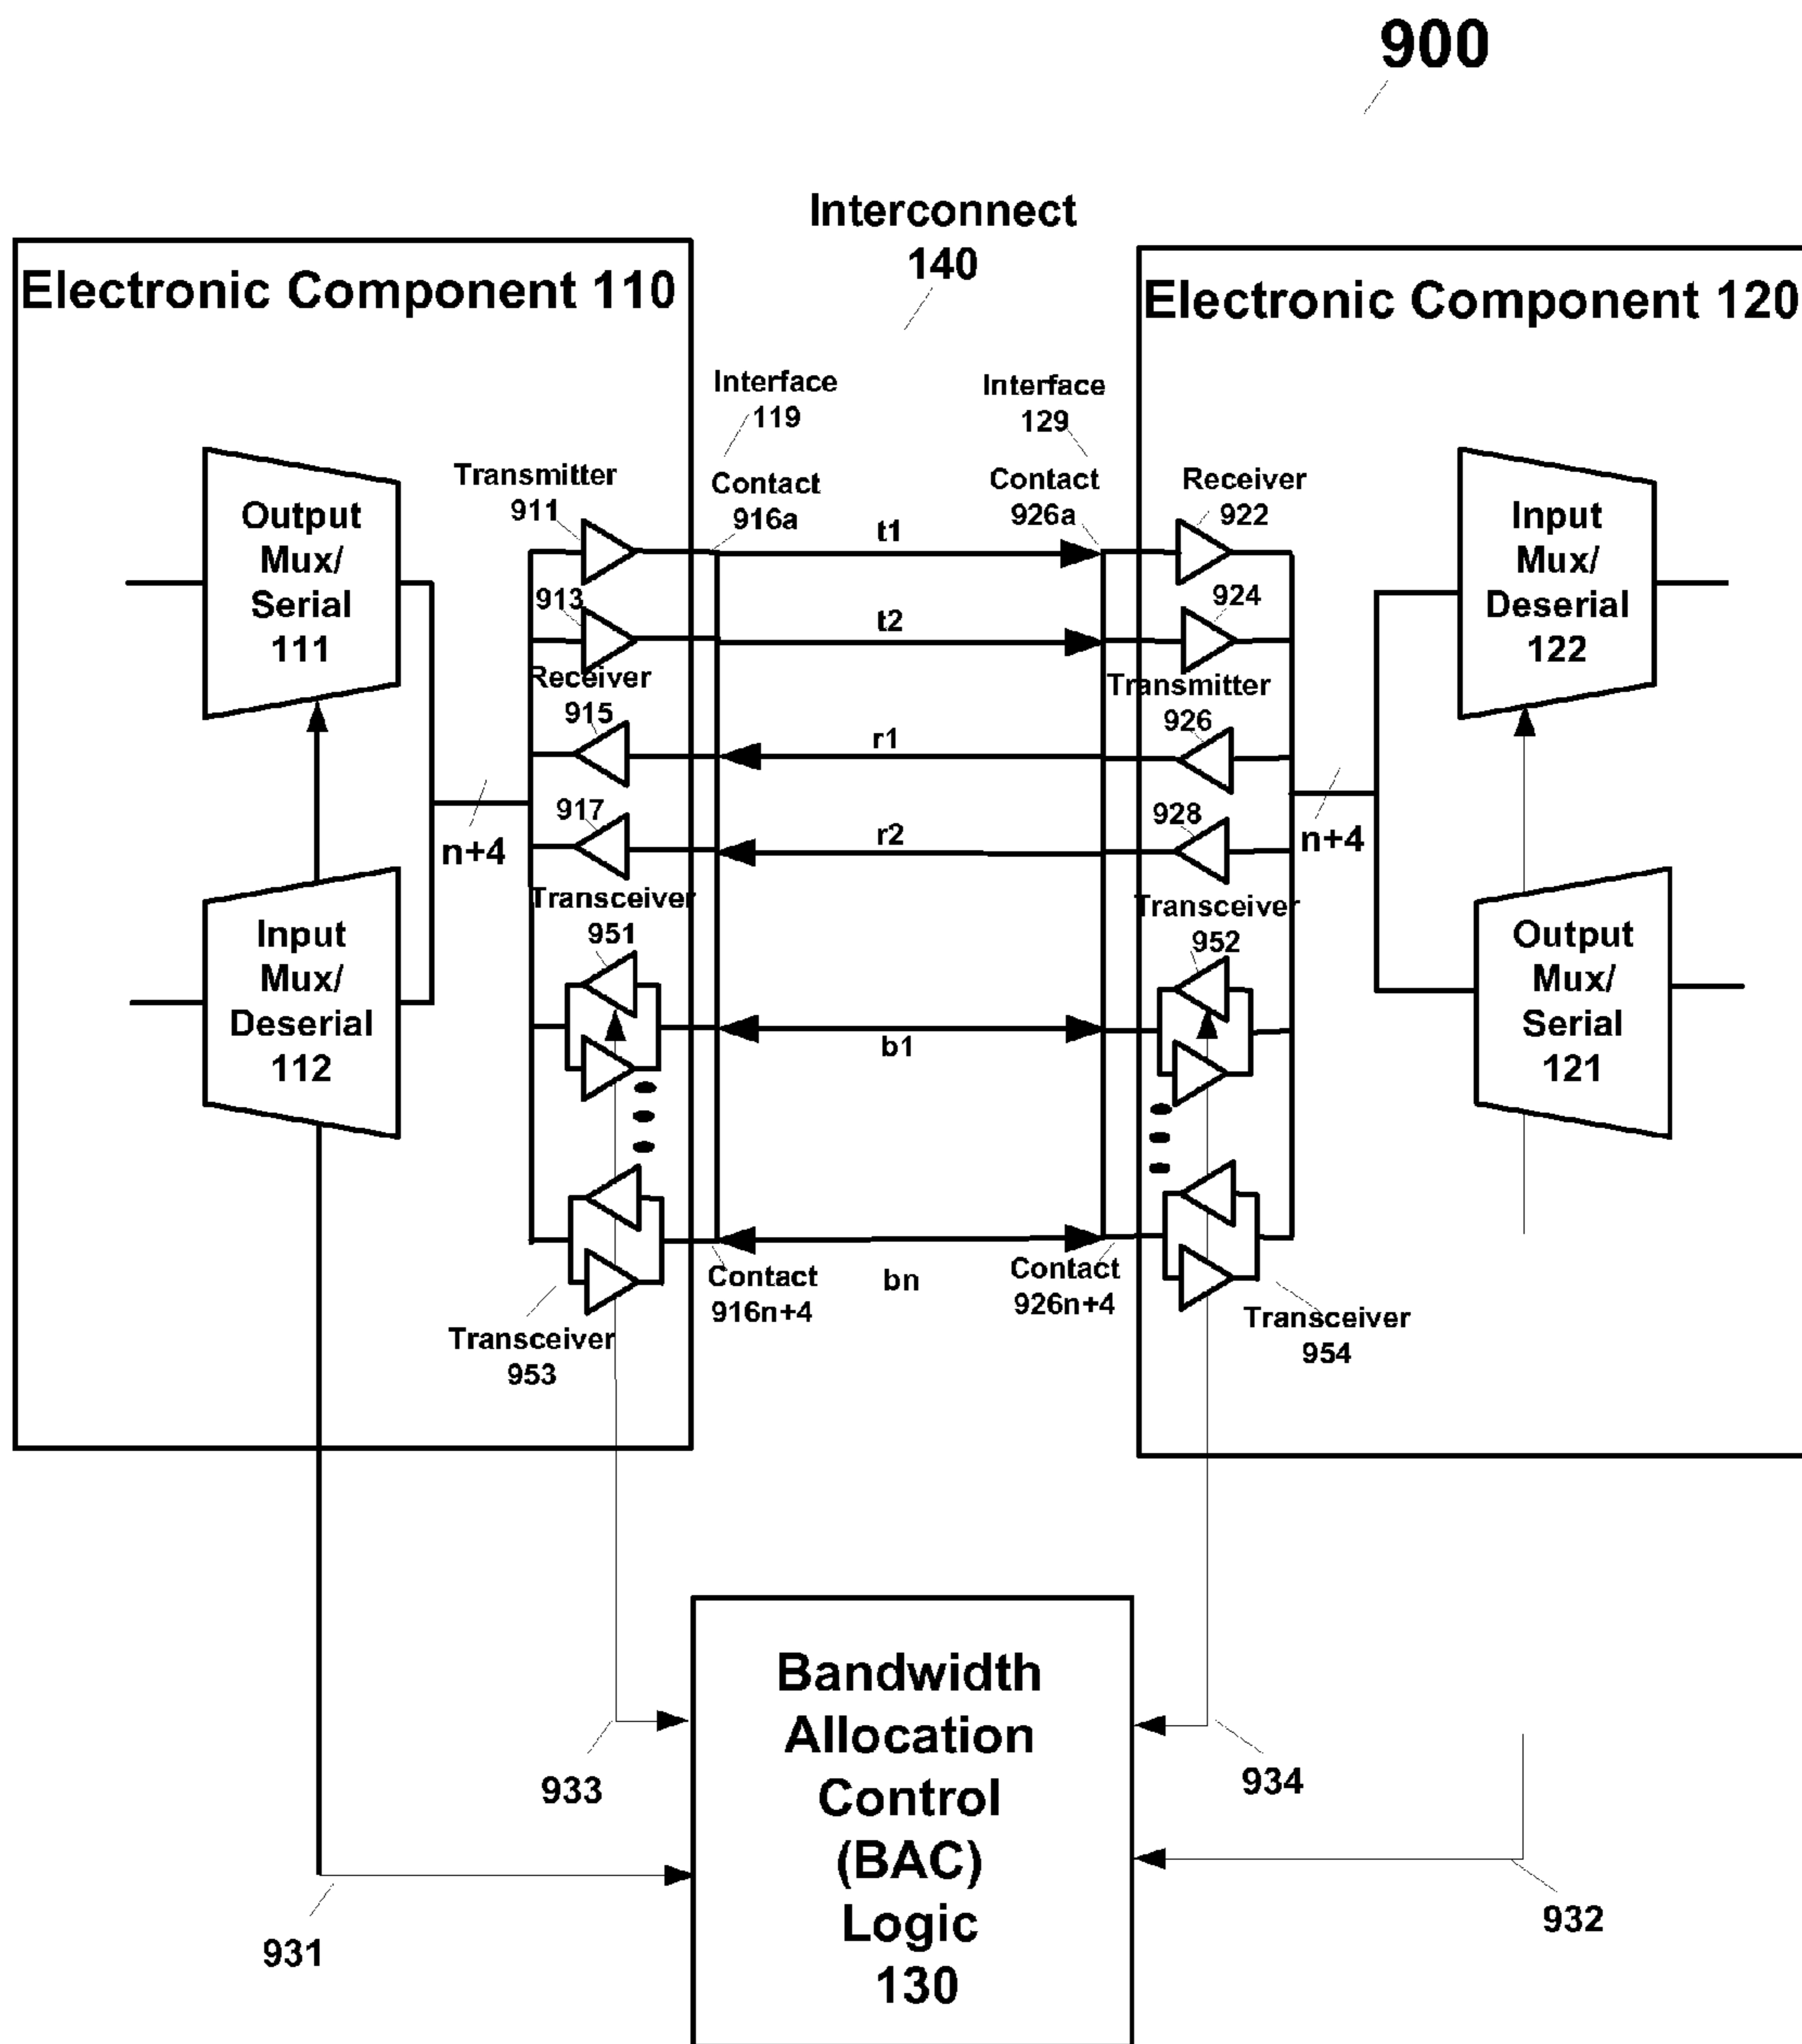 900
Interconnect
140
Electronic Component 110
Electronic Component 120
Interface
119
Interface
129
Transmitter
911
Contact
916a
Contact
926a
Receiver
922
Output
Mux/
Serial
111
Input
Mux/
Deserial
122
t1
913
t2
924
Receiver
915
Transmitter
926
r1
917
r2
928
n+4
n+4
Transceiver
951
Transceiver
952
Input
Mux/
Deserial
112
Output
Mux/
Serial
121
b1
Contact
916n+4
bn
Contact
926n+4
Transceiver
953
Transceiver
954
Bandwidth
Allocation
Control
(BAC)
Logic
130
933
934
931
932